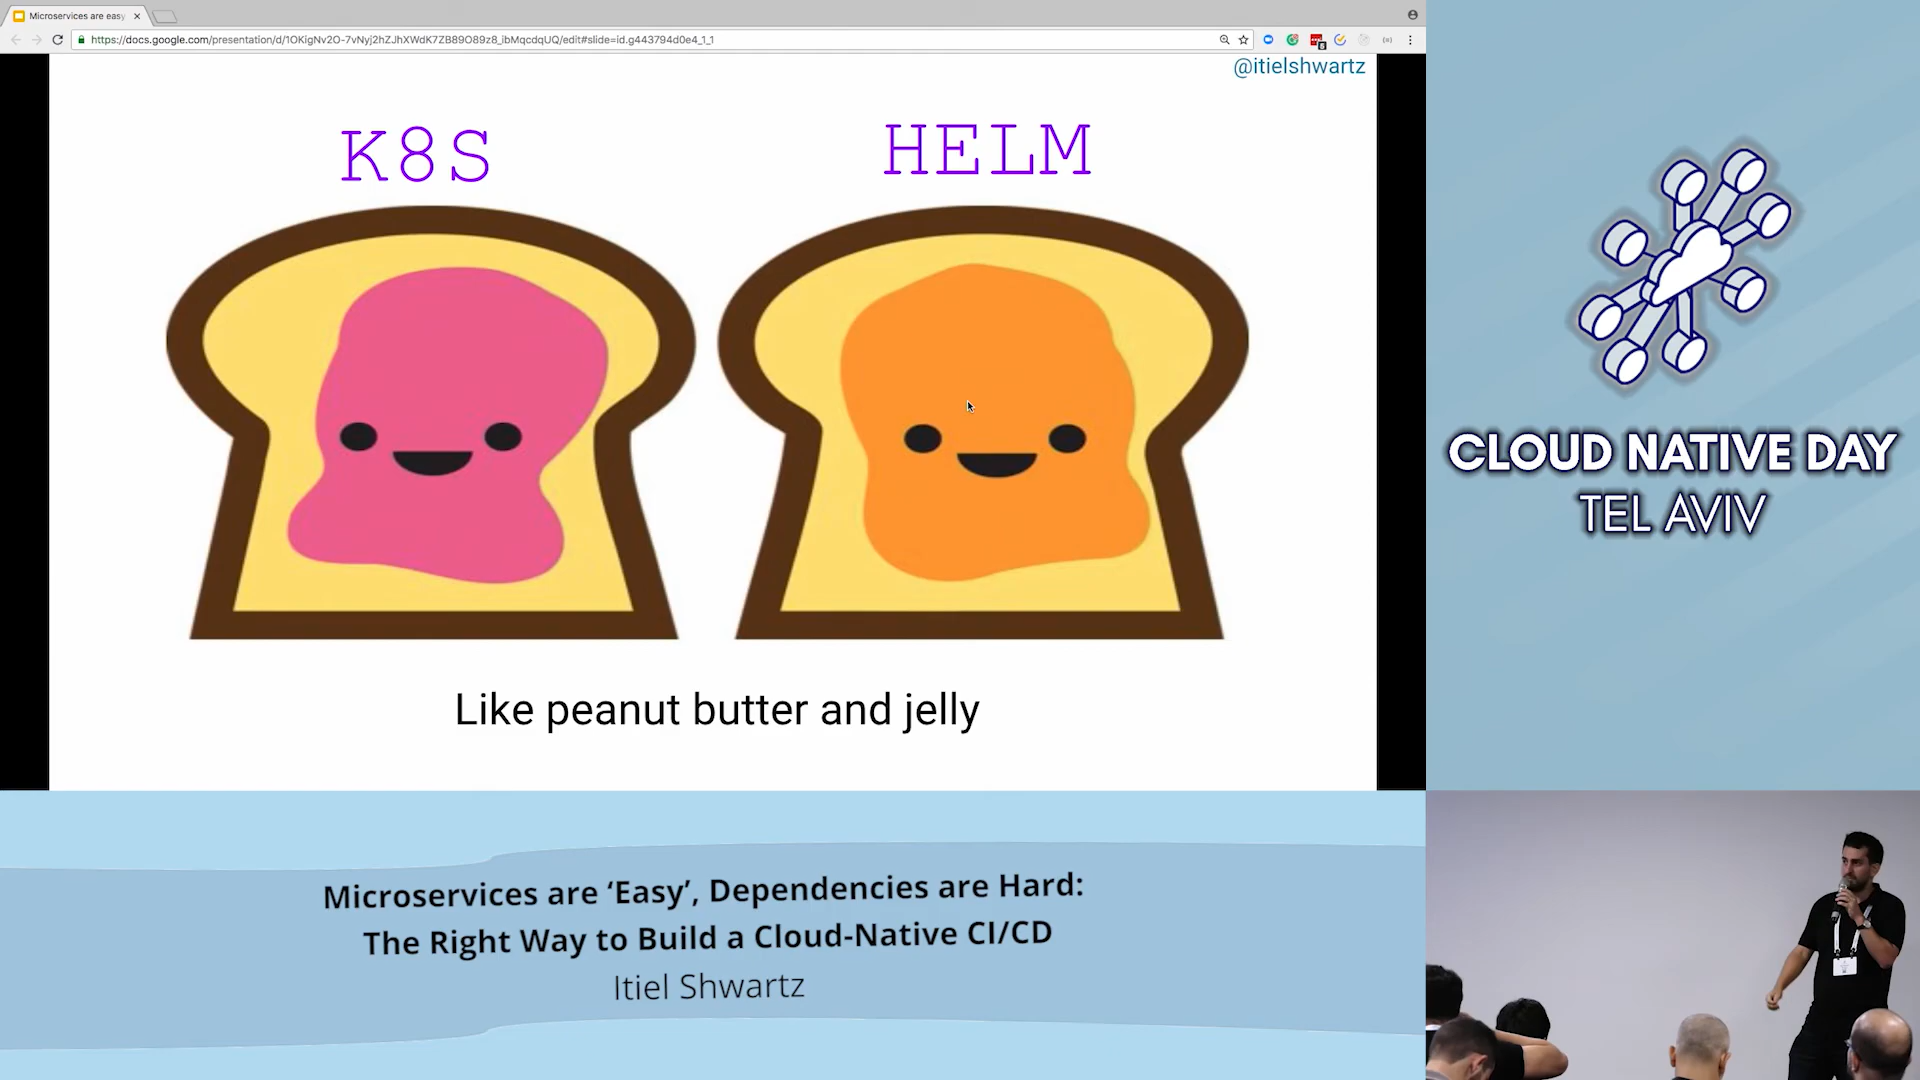 Microservices are easy
https://docs.google.com/presentation/d/1OKigNv2O-7vNyj2hZJhXWdK7ZB89O89z8_ibMqcdqUQ/edit#slide=id.g443794d0e4_1_1
@itielshwartz
K8S
HELM
Like peanut butter and jelly
CLOUD NATIVE DAY
TEL AVIV
Microservices are ‘Easy’, Dependencies are Hard:
The Right Way to Build a Cloud-Native CI/CD
Itiel Shwartz